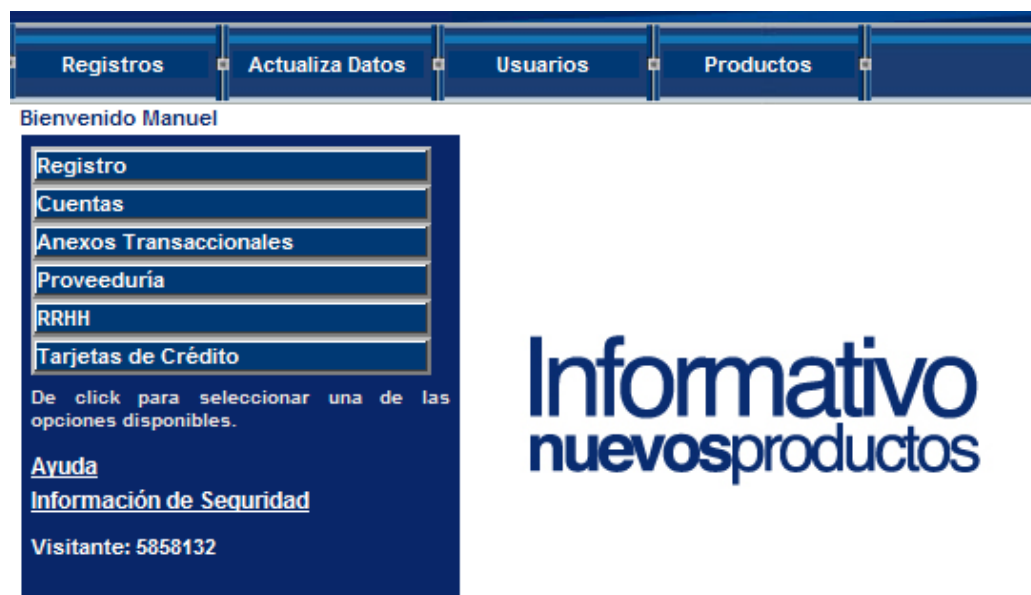 Registros Actualiza Datos Usuarios Productos
Bienvenido Manuel
Registro
Cuentas
Anexos Transaccionales
Proveeduría
RRHH
Tarjetas de Crédito
De click para seleccionar una de las
opciones disponibles.
Ayuda
Información de Seguridad
Visitante: 5858132
Informativo
nuevosproductos